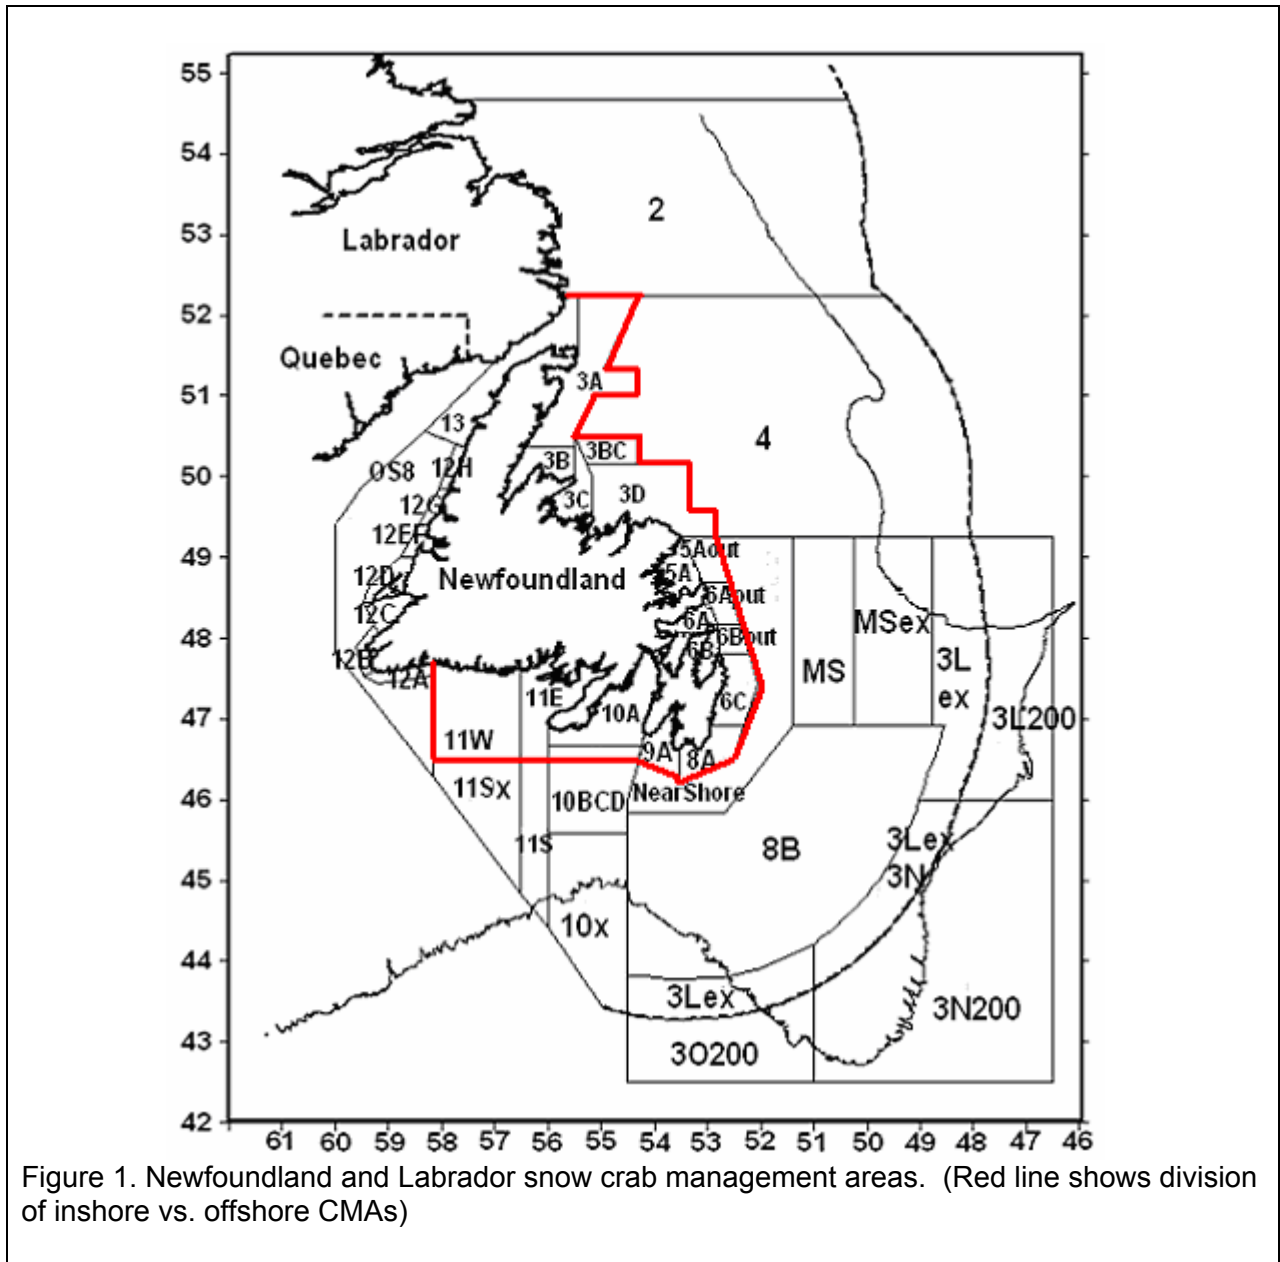 55
54
2
53
Labrador
52
Quebec
51
3A
13
4
3BC
OS8
12H
3B
50
3C
3D
12G
12EF
49
5Aout
12D
Newfoundland
5A
6Aout
12C
6A
MSex
48
6Bout
6B
12B
12A
MS
3L
ex
11E
6C
47
10A
3L200
11W
9A
8A
46
11Sx
10BCD
NearShore
11S
8B
3Lex
3N
45
10x
44
3Lex
3N200
43
3O200
42
61 60 59 58 57 56 55 54 53 52 51 50 49 48 47 46
Figure 1. Newfoundland and Labrador snow crab management areas. (Red line shows division
of inshore vs. offshore CMAs)